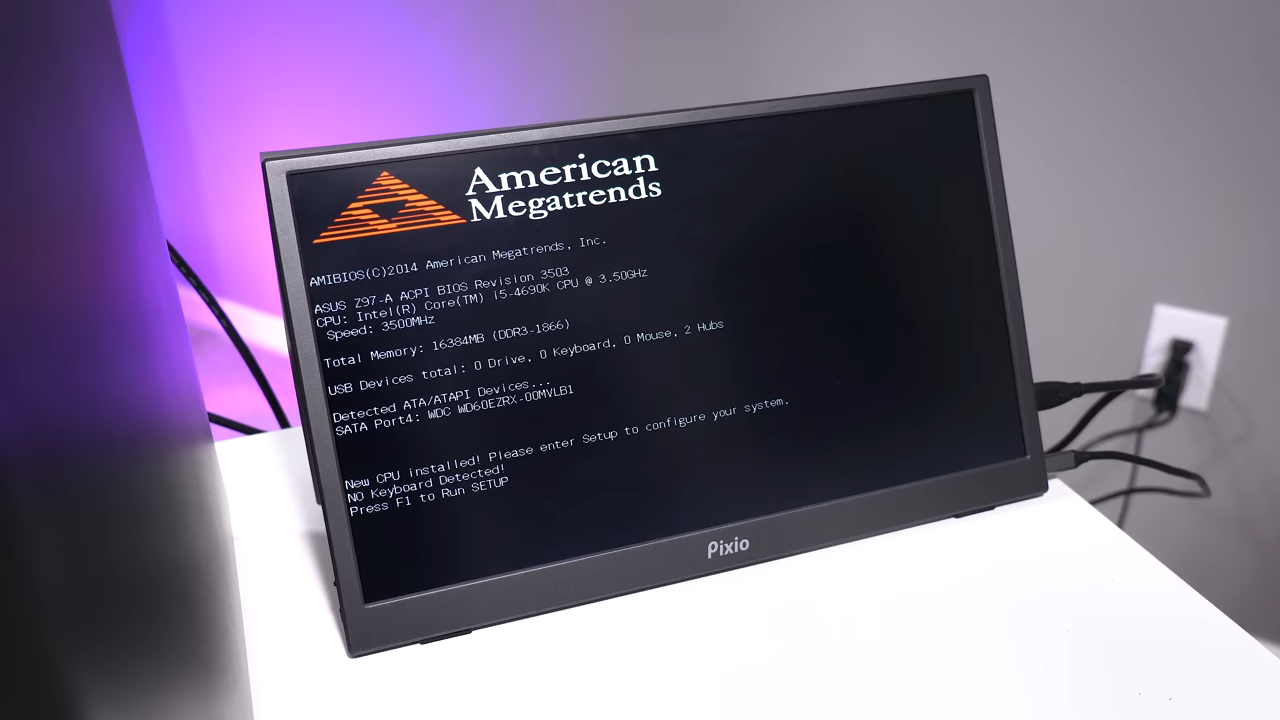 American
Megatrends
AMIBIOS(C)2014 American Megatrends, Inc.
ASUS Z97-A ACPI BIOS Revision 3503
CPU: Intel(R) Core(TM) i5-4690K CPU @ 3.50GHz
Speed: 3500MHz
Total Memory: 16384MB (DDR3-1866)
USB Devices total: 0 Drive, 0 Keyboard, 0 Mouse, 2 Hubs
Detected ATA/ATAPI Devices...
SATA Port4: WDC WD60EZRX-00MVLB1
New CPU installed! Please enter Setup to configure your system.
NO Keyboard Detected!
Press F1 to Run SETUP
Pixio